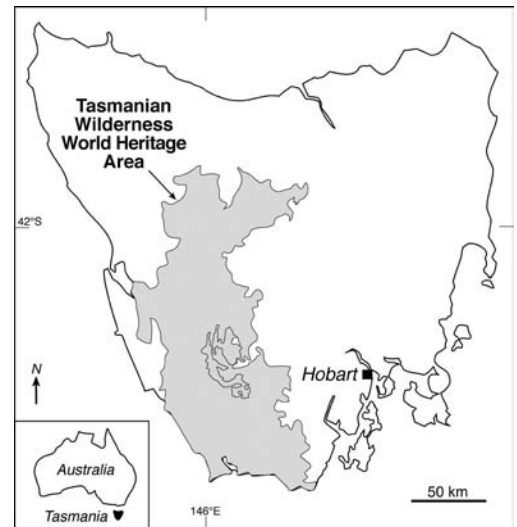 Tasmanian
Wilderness
World Heritage
Area
42°S
Hobart
N
Australia
Tasmania
146°E
50 km